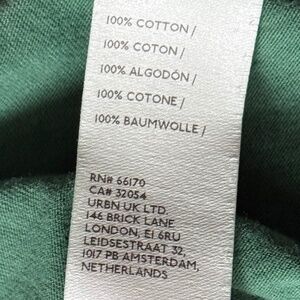 100% COTTON /
100% COTON /
100% ALGODÓN /
100% COTONE /
100% BAUMWOLLE /
RN# 66170
CA# 32054
URBN UK LTD.
146 BRICK LANE
LONDON, E1 6RU
LEIDSESTRAAT 32,
1017 PB AMSTERDAM,
NETHERLANDS